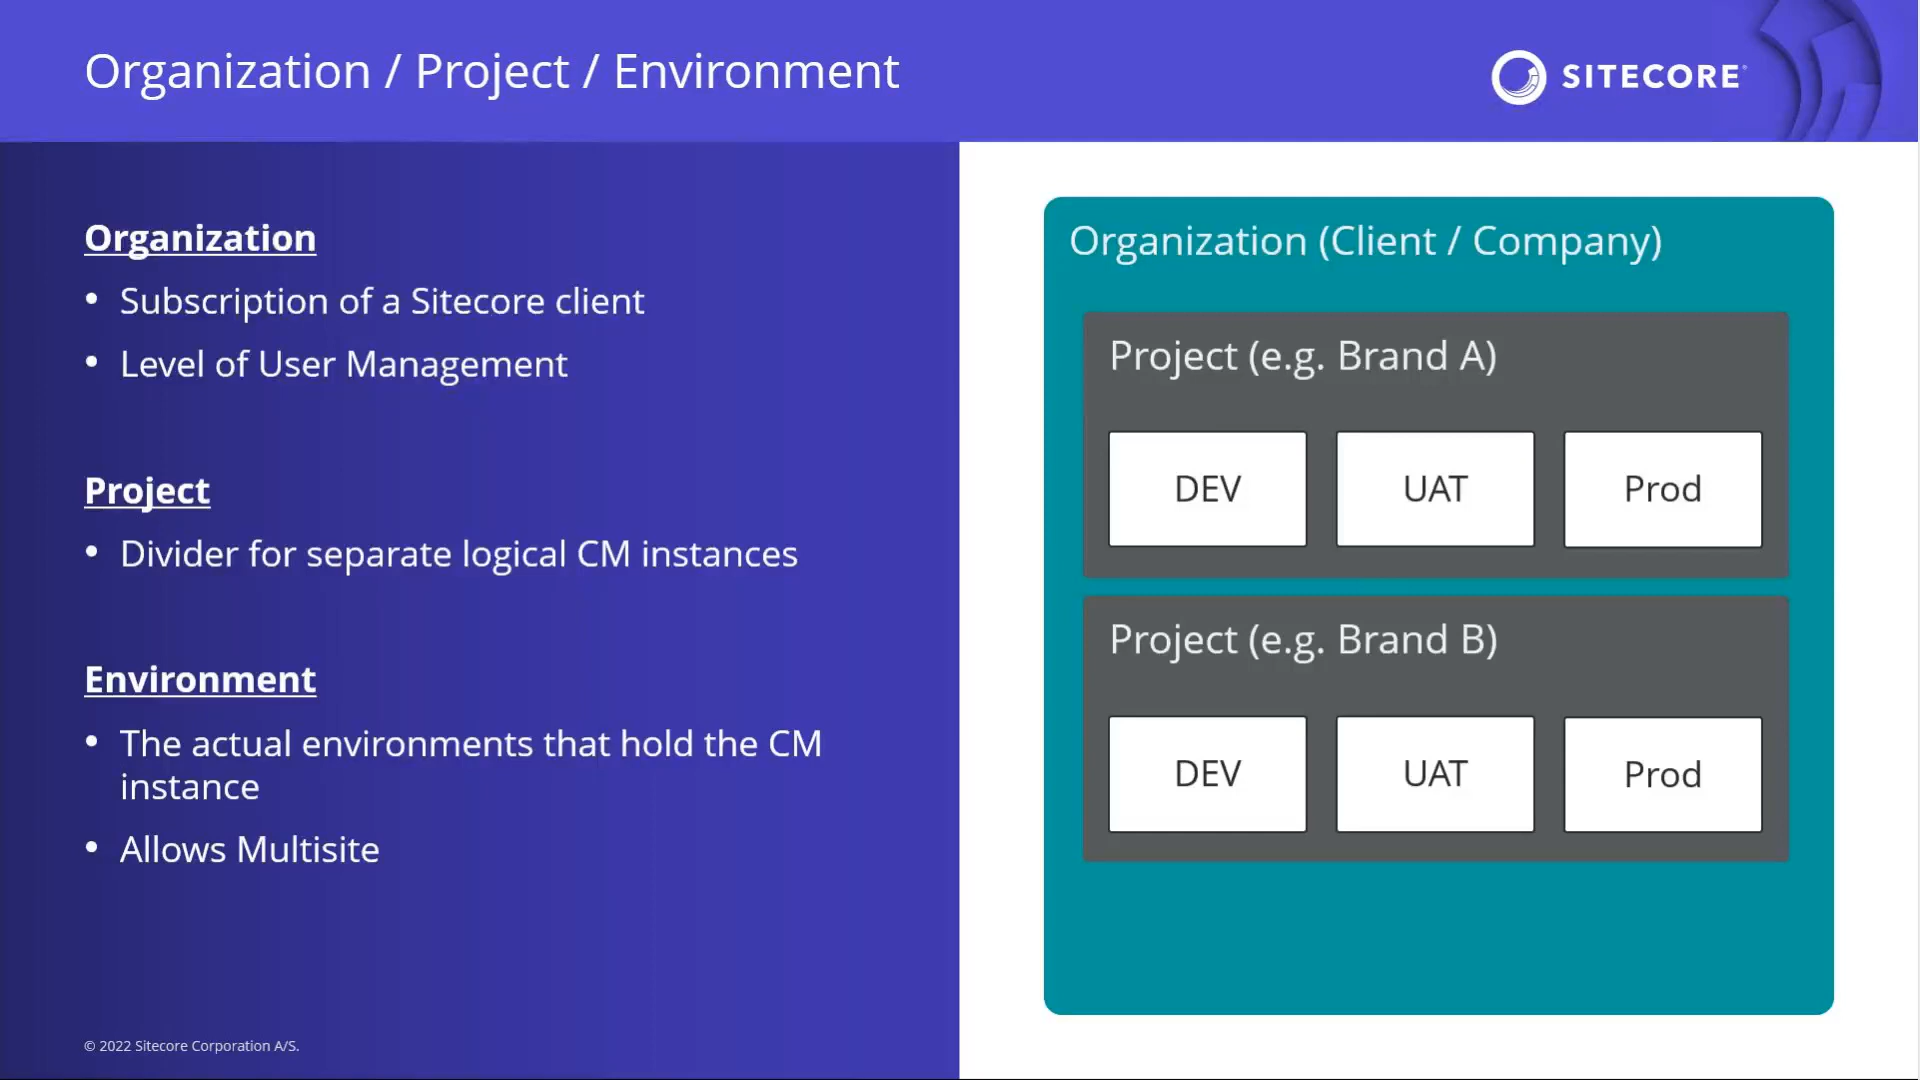 Organization / Project / Environment
SITECORE
Organization
• Subscription of a Sitecore client
• Level of User Management
Project
• Divider for separate logical CM instances
Environment
• The actual environments that hold the CM
instance
• Allows Multisite
© 2022 Sitecore Corporation A/S.
Organization (Client / Company)
Project (e.g. Brand A)
DEV UAT Prod
Project (e.g. Brand B)
DEV UAT Prod